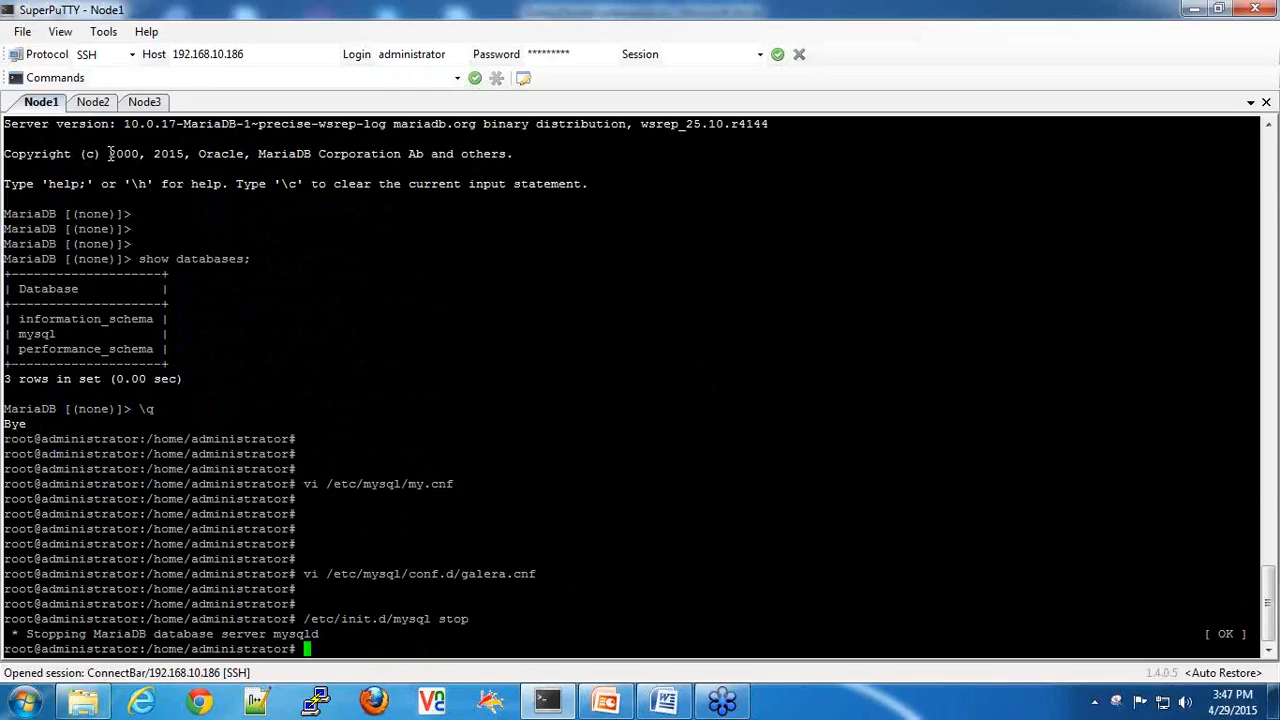 SuperPuTTY - Node1
File View Tools Help
Protocol SSH Host 192.168.10.186 Login administrator Password ********* Session
Commands
Node1 Node2 Node3
Server version: 10.0.17-MariaDB-1~precise-wsrep-log mariadb.org binary distribution, wsrep_25.10.r4144
Copyright (c) 2000, 2015, Oracle, MariaDB Corporation Ab and others.
Type 'help;' or '\h' for help. Type '\c' to clear the current input statement.
MariaDB [(none)]>
MariaDB [(none)]>
MariaDB [(none)]>
MariaDB [(none)]> show databases;
+--------------------+
| Database           |
+--------------------+
| information_schema |
| mysql              |
| performance_schema |
+--------------------+
3 rows in set (0.00 sec)
MariaDB [(none)]> \q
Bye
root@administrator:/home/administrator#
root@administrator:/home/administrator#
root@administrator:/home/administrator#
root@administrator:/home/administrator# vi /etc/mysql/my.cnf
root@administrator:/home/administrator#
root@administrator:/home/administrator#
root@administrator:/home/administrator#
root@administrator:/home/administrator#
root@administrator:/home/administrator#
root@administrator:/home/administrator# vi /etc/mysql/conf.d/galera.cnf
root@administrator:/home/administrator#
root@administrator:/home/administrator#
root@administrator:/home/administrator# /etc/init.d/mysql stop
* Stopping MariaDB database server mysqld [ OK ]
root@administrator:/home/administrator#
Opened session: ConnectBar/192.168.10.186 [SSH] 1.4.0.5 <Auto Restore>
3:47 PM
4/29/2015